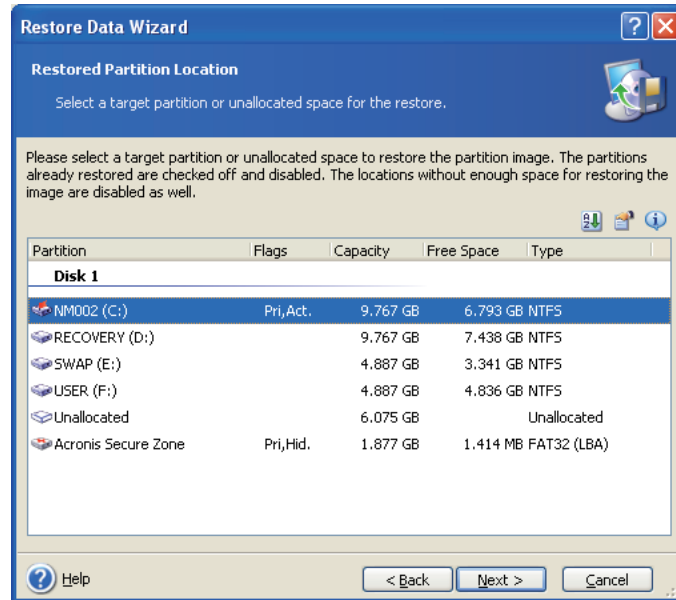 Restore Data Wizard
Restored Partition Location
Select a target partition or unallocated space for the restore.
Please select a target partition or unallocated space to restore the partition image. The partitions
already restored are checked off and disabled. The locations without enough space for restoring the
image are disabled as well.
Partition Flags Capacity Free Space Type
Disk 1
NM002 (C:) Pri,Act. 9.767 GB 6.793 GB NTFS
RECOVERY (D:) 9.767 GB 7.438 GB NTFS
SWAP (E:) 4.887 GB 3.341 GB NTFS
USER (F:) 4.887 GB 4.836 GB NTFS
Unallocated 6.075 GB Unallocated
Acronis Secure Zone Pri,Hid. 1.877 GB 1.414 MB FAT32 (LBA)
Help < Back Next > Cancel